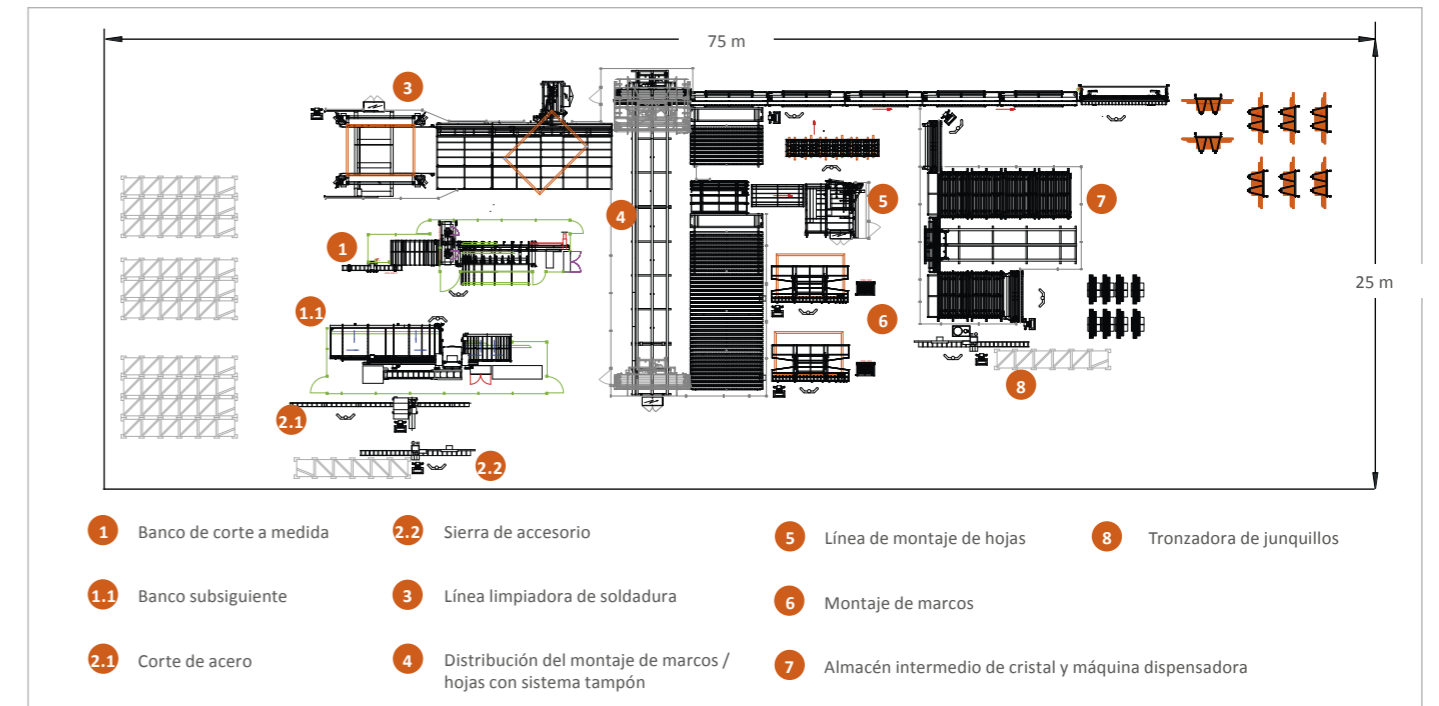 75 m
3
4
5
7
1
25 m
1.1
6
8
2.1
2.2
1 Banco de corte a medida
2.2 Sierra de accesorio
5 Línea de montaje de hojas
8 Tronzadora de junquillos
1.1 Banco subsiguiente
3 Línea limpiadora de soldadura
6 Montaje de marcos
2.1 Corte de acero
4 Distribución del montaje de marcos /
hojas con sistema tampón
7 Almacén intermedio de cristal y máquina dispensadora